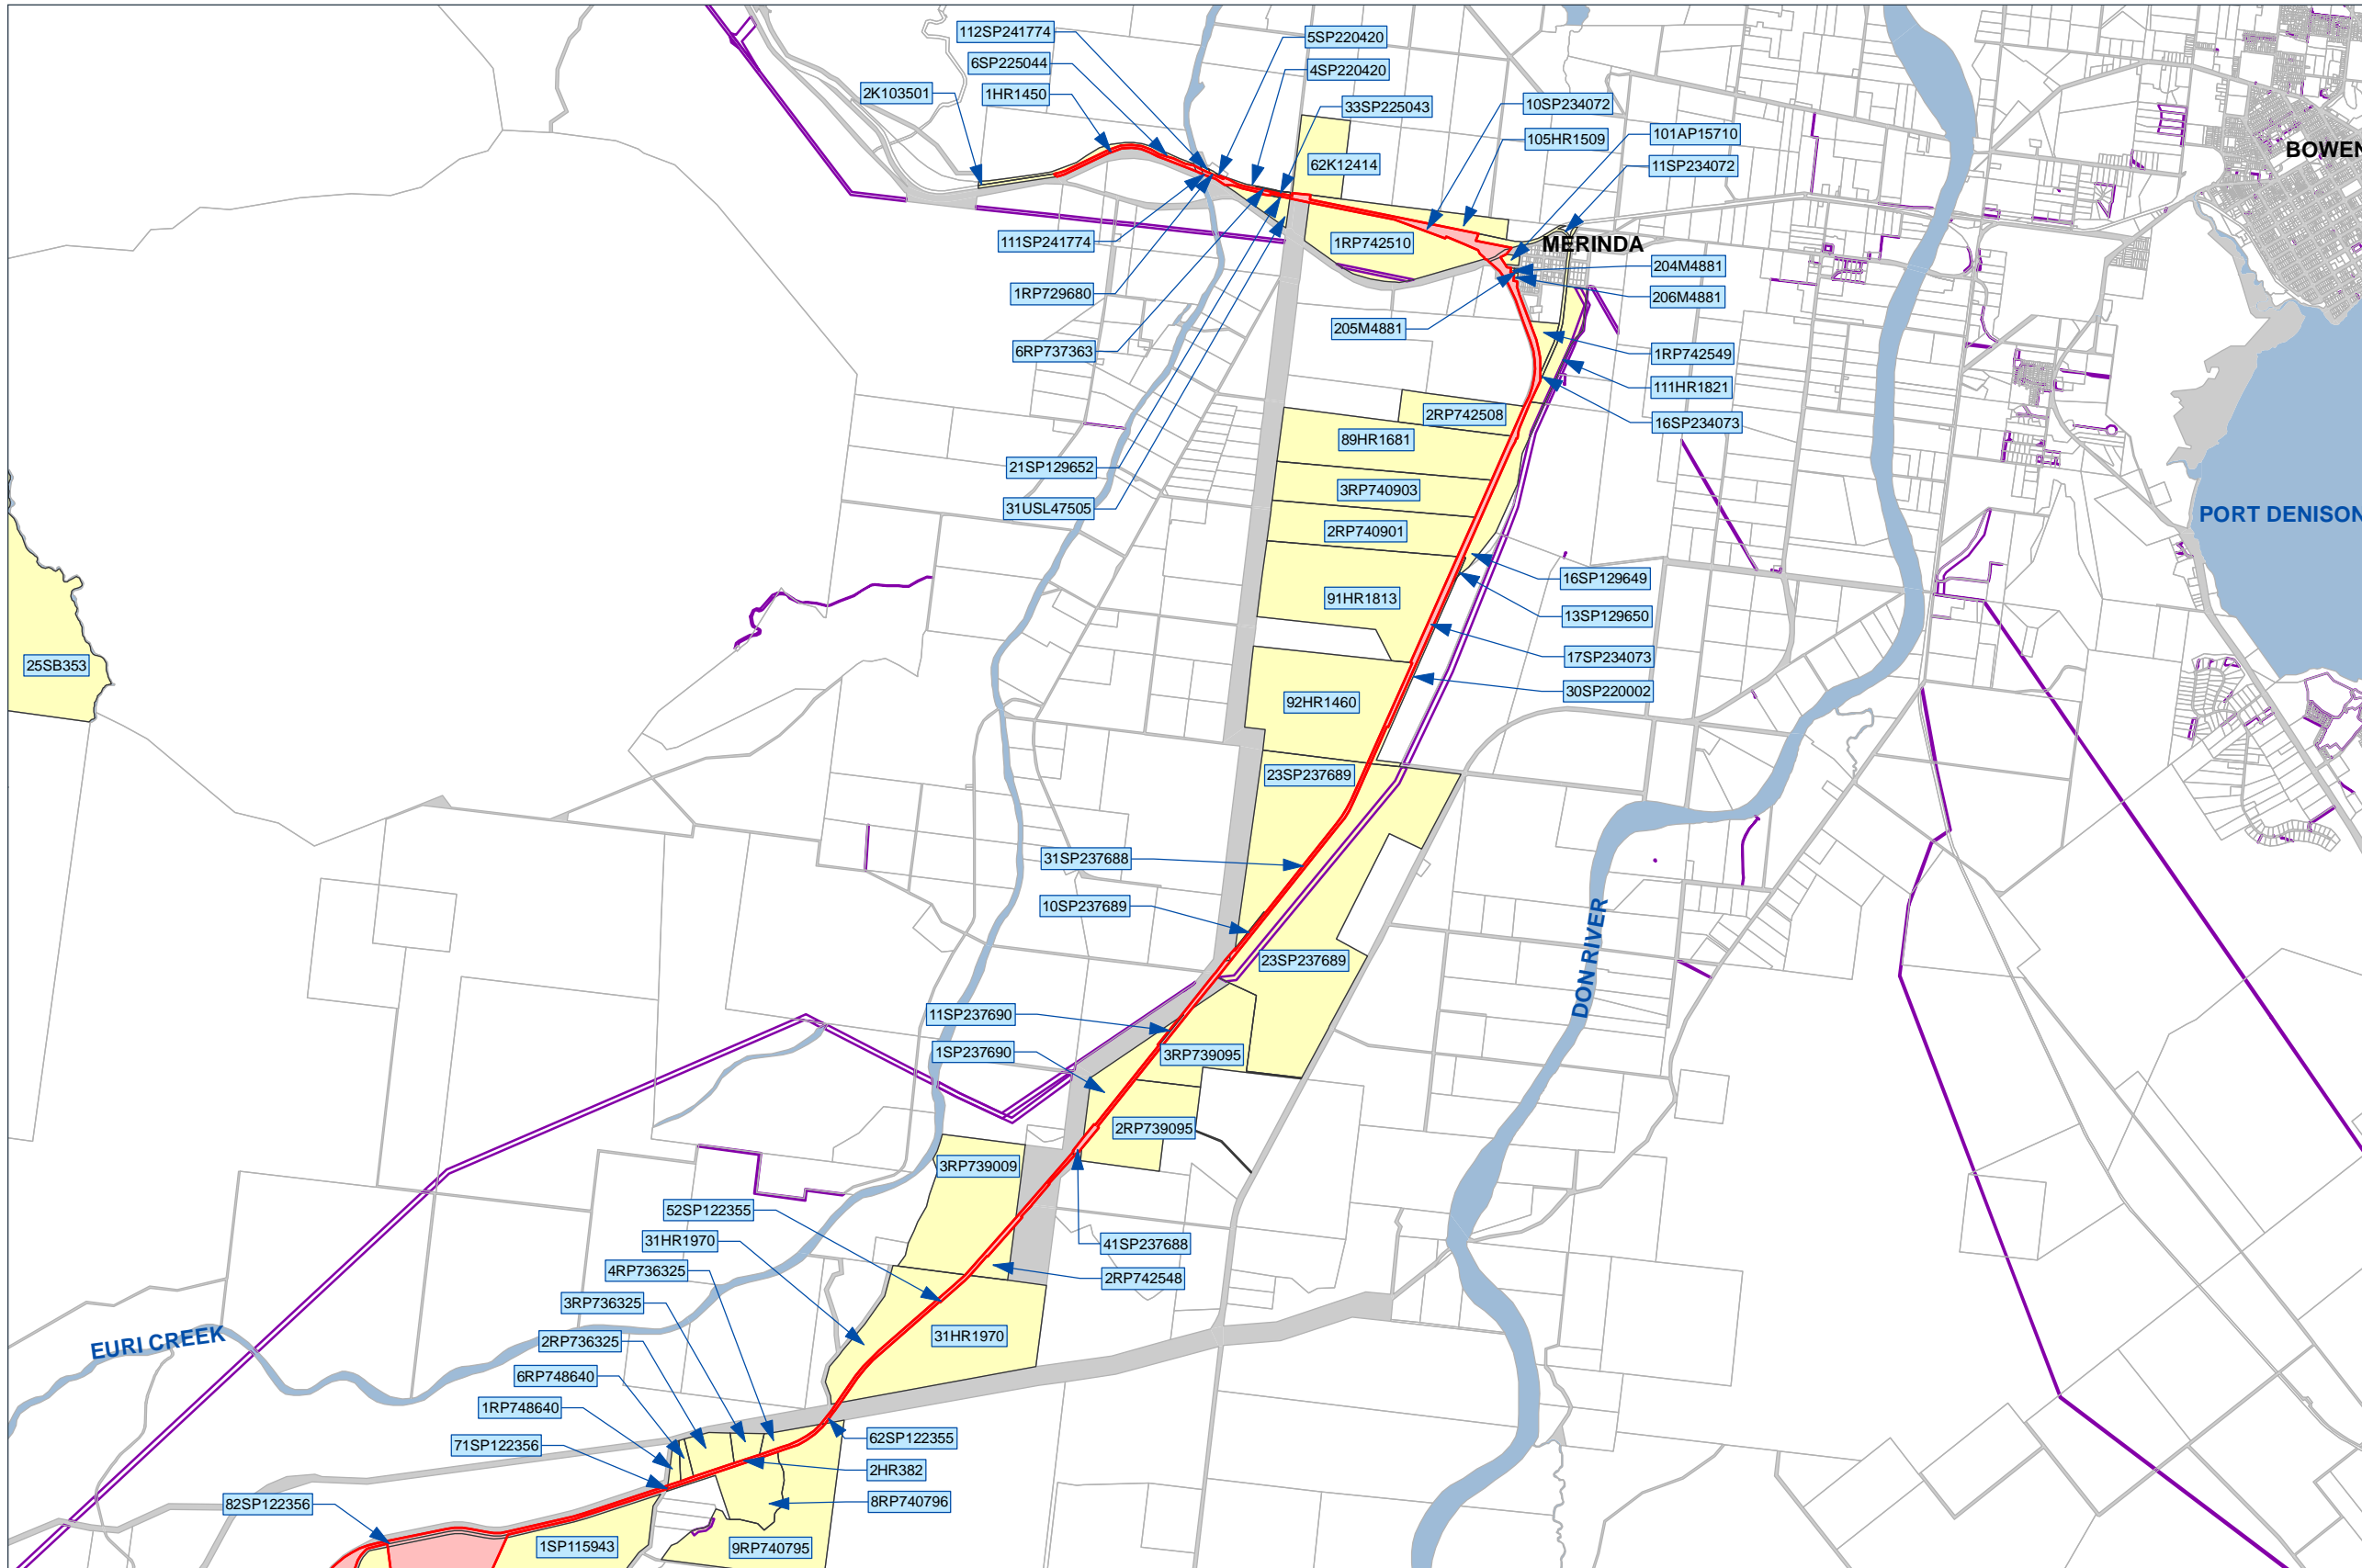 112SP241774
5SP220420
6SP225044
4SP220420
2K103501
1HR1450
33SP225043
10SP234072
105HR1509
101AP15710
BOWEN
62K12414
11SP234072
111SP241774
1RP742510
MERINDA
204M4881
1RP729680
206M4881
205M4881
6RP737363
1RP742549
111HR1821
2RP742508
16SP234073
89HR1681
21SP129652
3RP740903
31USL47505
PORT DENISON
2RP740901
16SP129649
91HR1813
13SP129650
25SB353
17SP234073
30SP220002
92HR1460
23SP237689
31SP237688
10SP237689
DON RIVER
23SP237689
11SP237690
1SP237690
3RP739095
2RP739095
3RP739009
52SP122355
31HR1970
41SP237688
4RP736325
2RP742548
3RP736325
EURI CREEK
2RP736325
31HR1970
6RP748640
1RP748640
71SP122356
62SP122355
2HR382
82SP122356
8RP740796
1SP115943
9RP740795